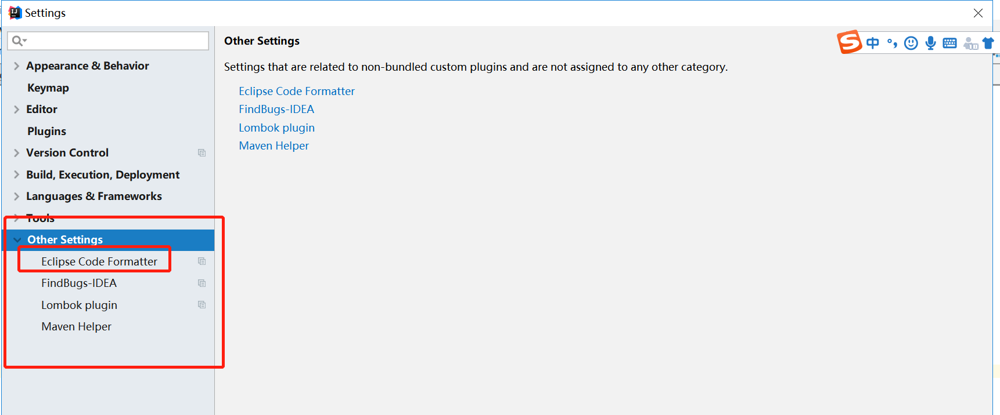 Settings
Appearance & Behavior
Keymap
Editor
Plugins
Version Control
Build, Execution, Deployment
Languages & Frameworks
Tools
Other Settings
Eclipse Code Formatter
FindBugs-IDEA
Lombok plugin
Maven Helper
Other Settings
Settings that are related to non-bundled custom plugins and are not assigned to any other category.
Eclipse Code Formatter
FindBugs-IDEA
Lombok plugin
Maven Helper
中